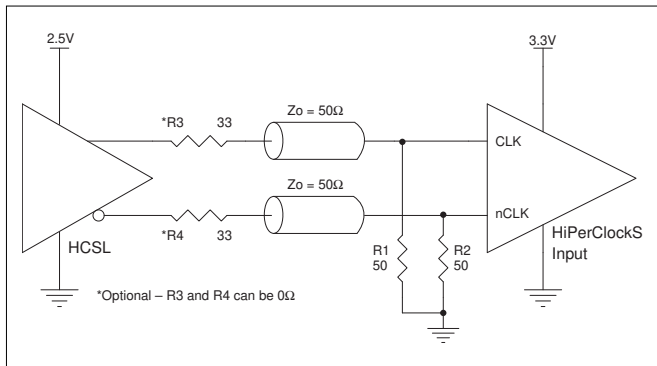 2.5V
3.3V
*R3 33
Zo = 50Ω
CLK
Zo = 50Ω
nCLK
HCSL
*R4 33
R1
50
R2
50
HiPerClockS
Input
*Optional – R3 and R4 can be 0Ω